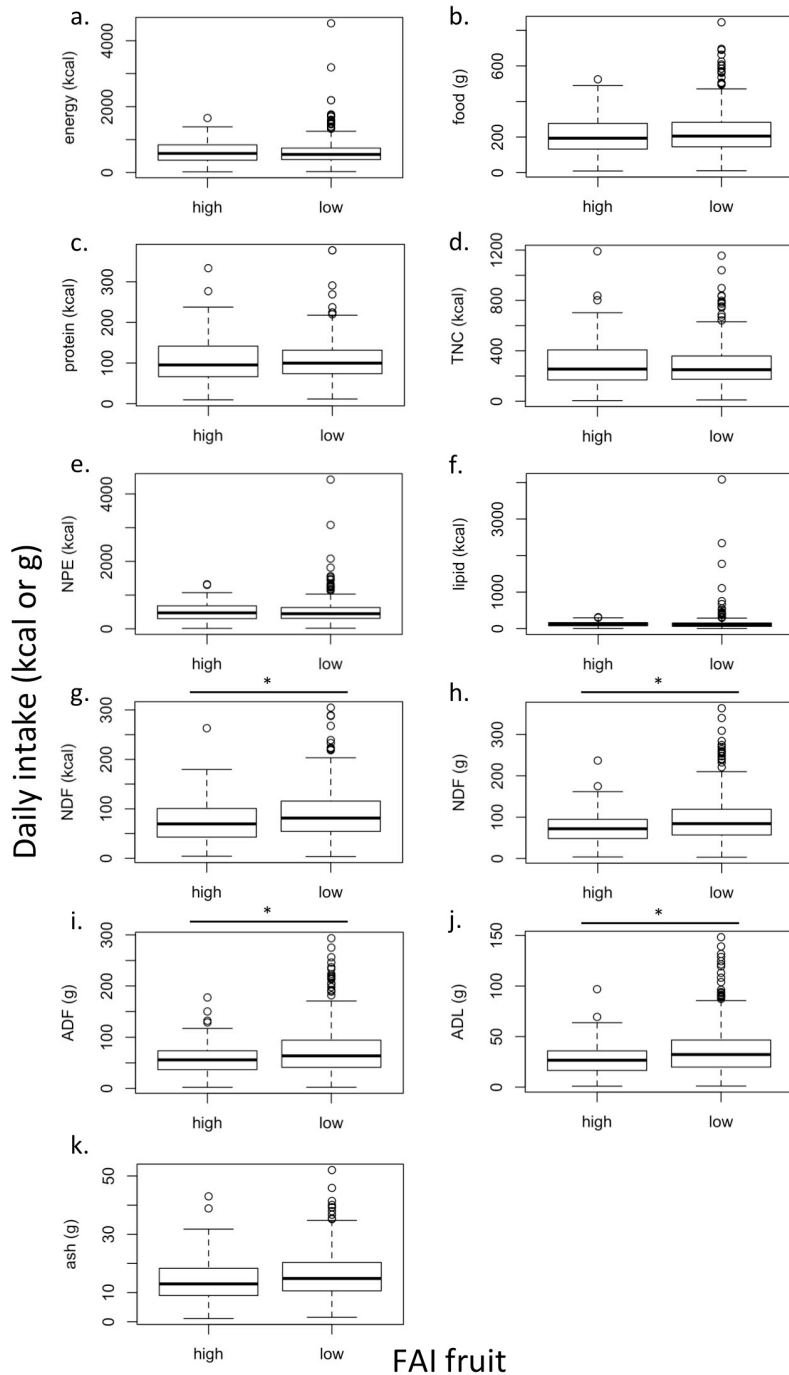 a.
energy (kcal)
0 2000 4000
high low
b.
food (g)
0 200 600
high low
c.
protein (kcal)
0 100 200 300
high low
d.
TNC (kcal)
0 400 800 1200
high low
e.
NPE (kcal)
0 2000 4000
high low
f.
lipid (kcal)
0 1000 3000
high low
g.
*
NDF (kcal)
0 100 200 300
high low
h.
*
NDF (g)
0 100 200 300
high low
i.
*
ADF (g)
0 100 200 300
high low
j.
*
ADL (g)
0 50 100 150
high low
k.
ash (g)
0 10 30 50
high low
Daily intake (kcal or g)
FAI fruit